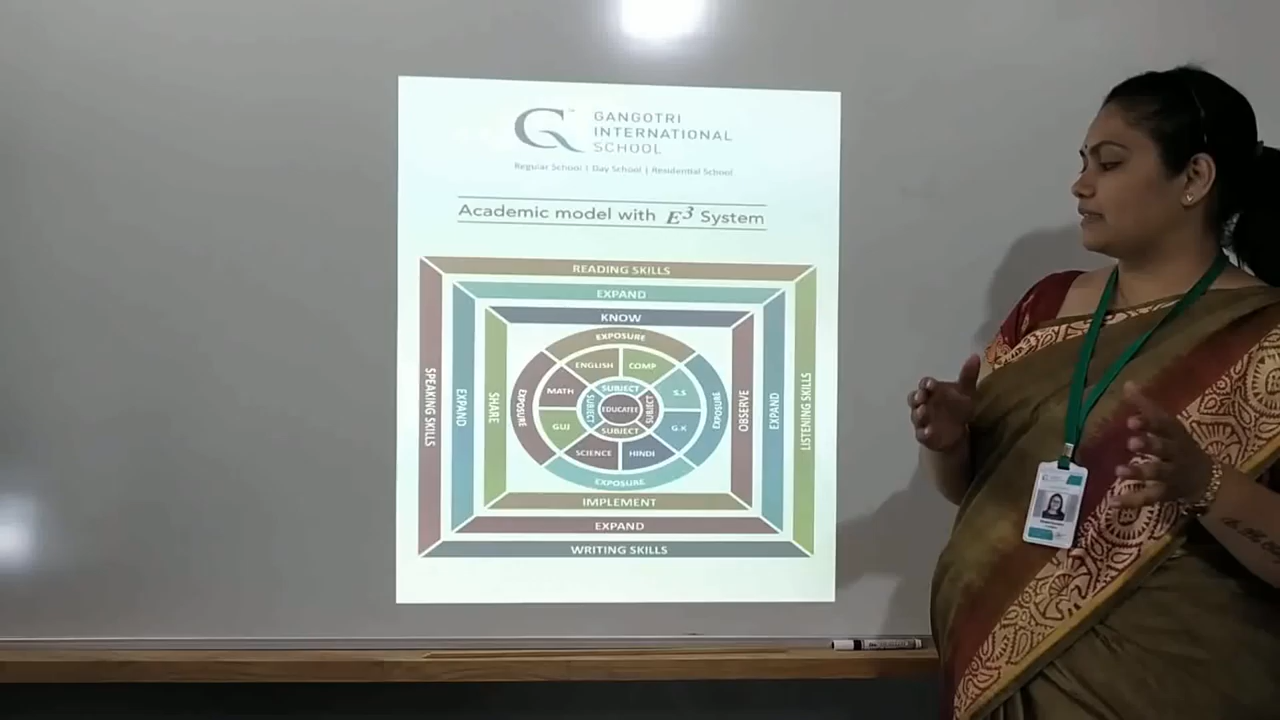 GANGOTRI
INTERNATIONAL
SCHOOL
Regular School | Day School | Residential School
Academic model with E³ System
READING SKILLS
EXPAND
KNOW
EXPOSURE
ENGLISH
COMP
MATH
SUBJECT
S.S
SPEAKING SKILLS
EXPAND
SHARE
EXPOSURE
SUBJECT
EDUCATEE
SUBJECT
EXPOSURE
OBSERVE
EXPAND
LISTENING SKILLS
GUJ
SUBJECT
G.K
SCIENCE
HINDI
EXPOSURE
IMPLEMENT
EXPAND
WRITING SKILLS